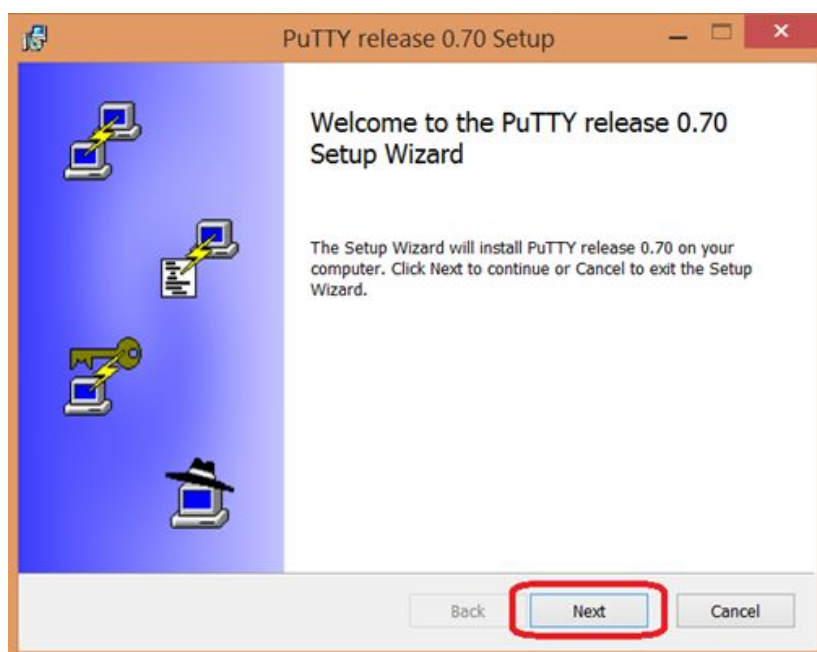 PuTTY release 0.70 Setup
Welcome to the PuTTY release 0.70
Setup Wizard
The Setup Wizard will install PuTTY release 0.70 on your
computer. Click Next to continue or Cancel to exit the Setup
Wizard.
Back
Next
Cancel